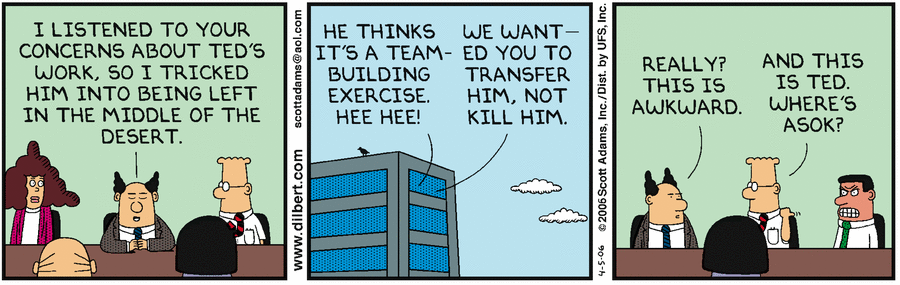 I LISTENED TO YOUR
CONCERNS ABOUT TED'S
WORK, SO I TRICKED
HIM INTO BEING LEFT
IN THE MIDDLE OF THE
DESERT.
www.dilbert.com scottadams@aol.com
HE THINKS
IT'S A TEAM-
BUILDING
EXERCISE.
HEE HEE!
WE WANT-
ED YOU TO
TRANSFER
HIM, NOT
KILL HIM.
4-5-06 © 2006 Scott Adams, Inc./Dist. by UFS, Inc.
REALLY?
THIS IS
AWKWARD.
AND THIS
IS TED.
WHERE'S
ASOK?